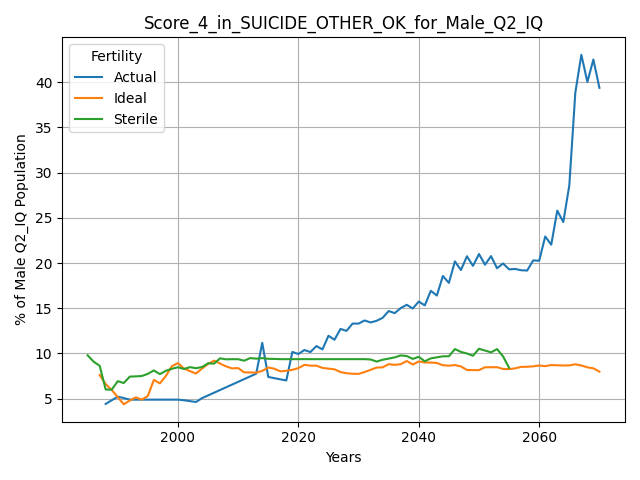 Score_4_in_SUICIDE_OTHER_OK_for_Male_Q2_IQ
Fertility
Actual
Ideal
Sterile
% of Male Q2_IQ Population
40
35
30
25
20
15
10
5
2000
2020
2040
2060
Years